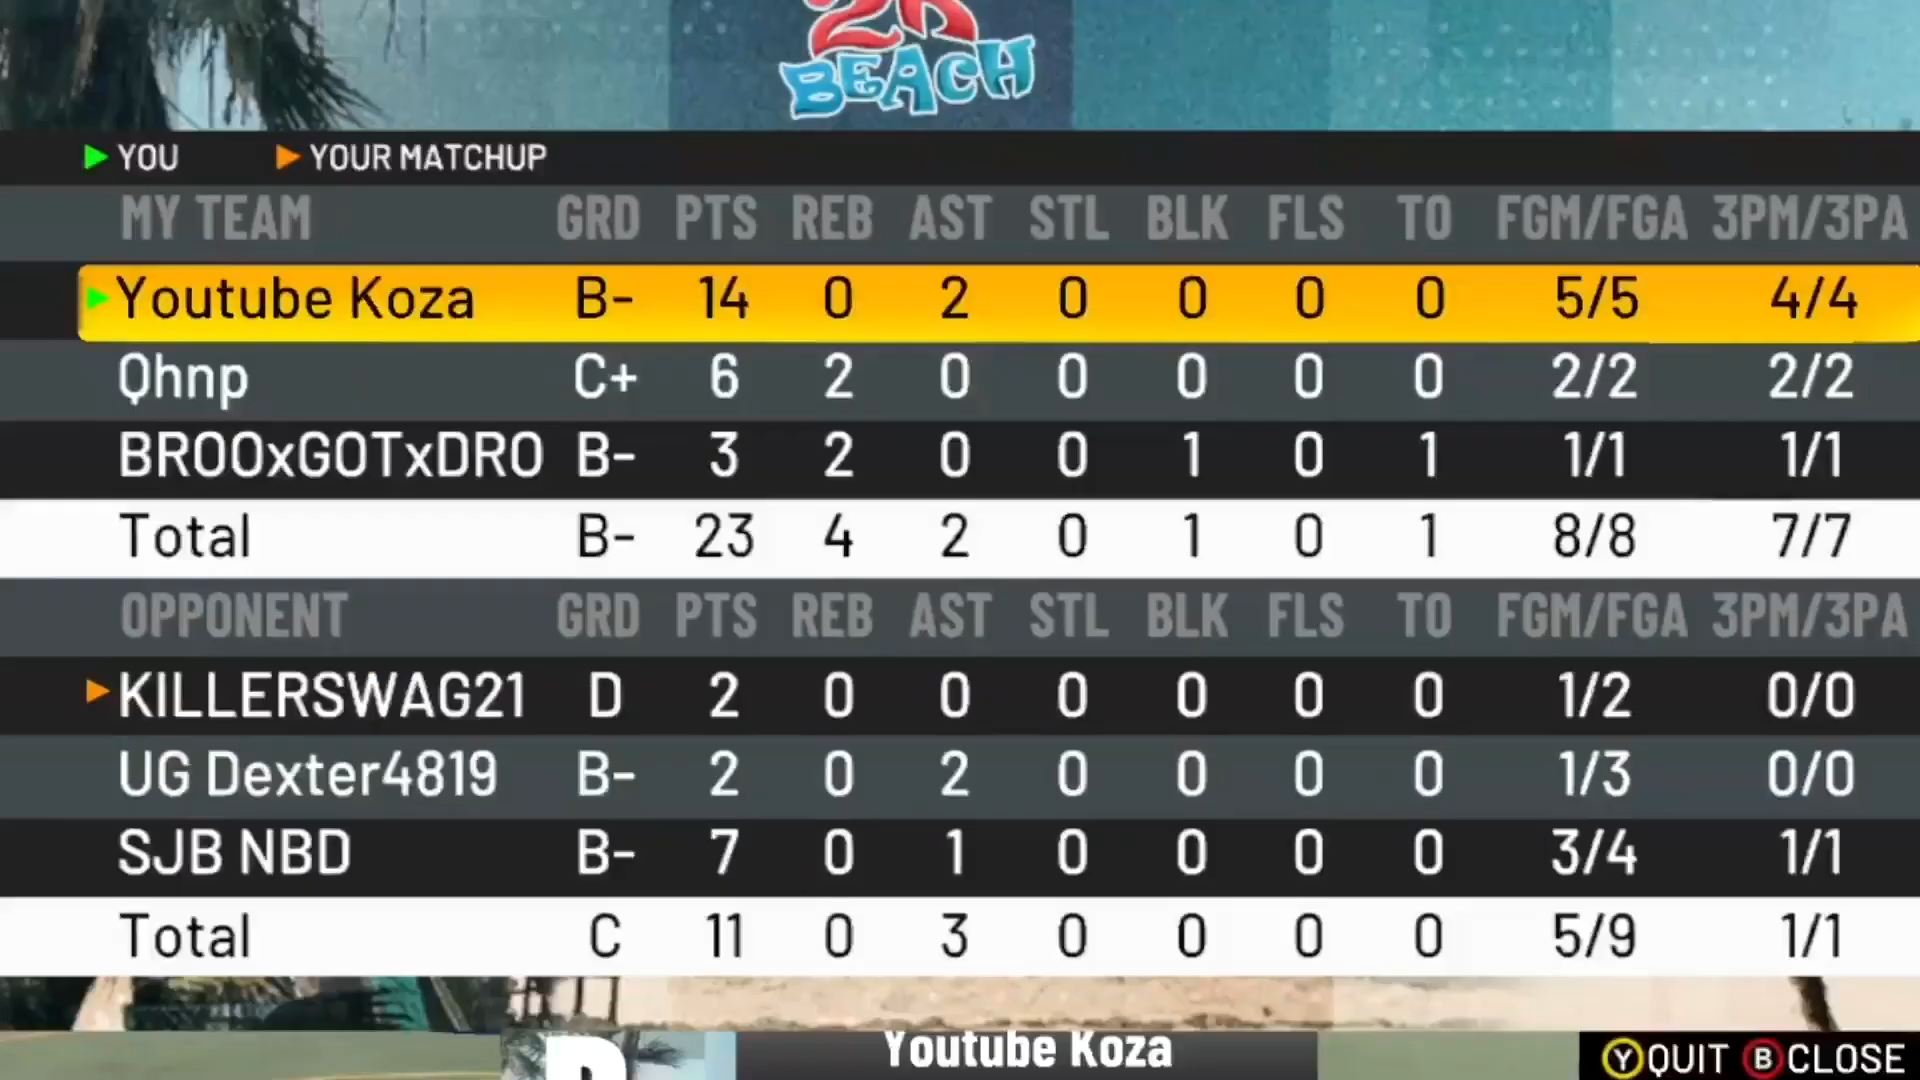 2K
BEACH
YOU YOUR MATCHUP
MY TEAM GRD PTS REB AST STL BLK FLS TO FGM/FGA 3PM/3PA
Youtube Koza B- 14 0 2 0 0 0 0 5/5 4/4
Qhnp C+ 6 2 0 0 0 0 0 2/2 2/2
BROOxGOTxDRO B- 3 2 0 0 1 0 1 1/1 1/1
Total B- 23 4 2 0 1 0 1 8/8 7/7
OPPONENT GRD PTS REB AST STL BLK FLS TO FGM/FGA 3PM/3PA
KILLERSWAG21 D 2 0 0 0 0 0 0 1/2 0/0
UG Dexter4819 B- 2 0 2 0 0 0 0 1/3 0/0
SJB NBD B- 7 0 1 0 0 0 0 3/4 1/1
Total C 11 0 3 0 0 0 0 5/9 1/1
Youtube Koza
Y QUIT B CLOSE